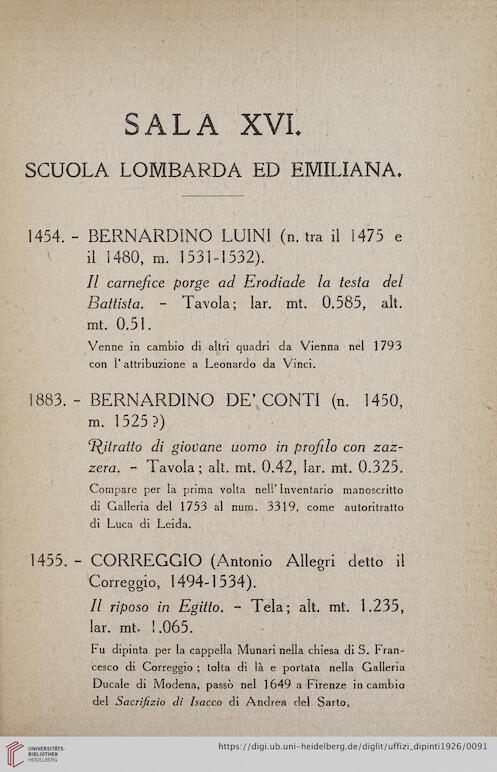 SALA XVI.
SCUOLA LOMBARDA ED EMILIANA.
1454. - BERNARDINO LUINI (n. tra il 1475 e
il 1480, m. 1531-1532).
Il carnefice porge ad Erodiade la testa del
Battista. - Tavola; lar. mt. 0.585, alt.
mt. 0.51.
Venne in cambio di altri quadri da Vienna nel 1793
con l'attribuzione a Leonardo da Vinci.
1883. - BERNARDINO DE' CONTI (n. 1450,
m. 1525?)
Ritratto di giovane uomo in profilo con zaz-
zera. - Tavola; alt. mt. 0.42, lar. mt. 0.325.
Compare per la prima volta nell'Inventario manoscritto
di Galleria del 1753 al num. 3319, come autoritratto
di Luca di Leida.
1455. - CORREGGIO (Antonio Allegri detto il
Correggio, 1494-1534).
Il riposo in Egitto. - Tela; alt. mt. 1.235,
lar. mt. 1.065.
Fu dipinta per la cappella Munari nella chiesa di S. Fran-
cesco di Correggio; tolta di là e portata nella Galleria
Ducale di Modena, passò nel 1649 a Firenze in cambio
del Sacrifizio di Isacco di Andrea del Sarto,
UNIVERSITÄTS-
BIBLIOTHEK
HEIDELBERG
https://digi.ub.uni-heidelberg.de/diglit/uffizi_dipinti1926/0091